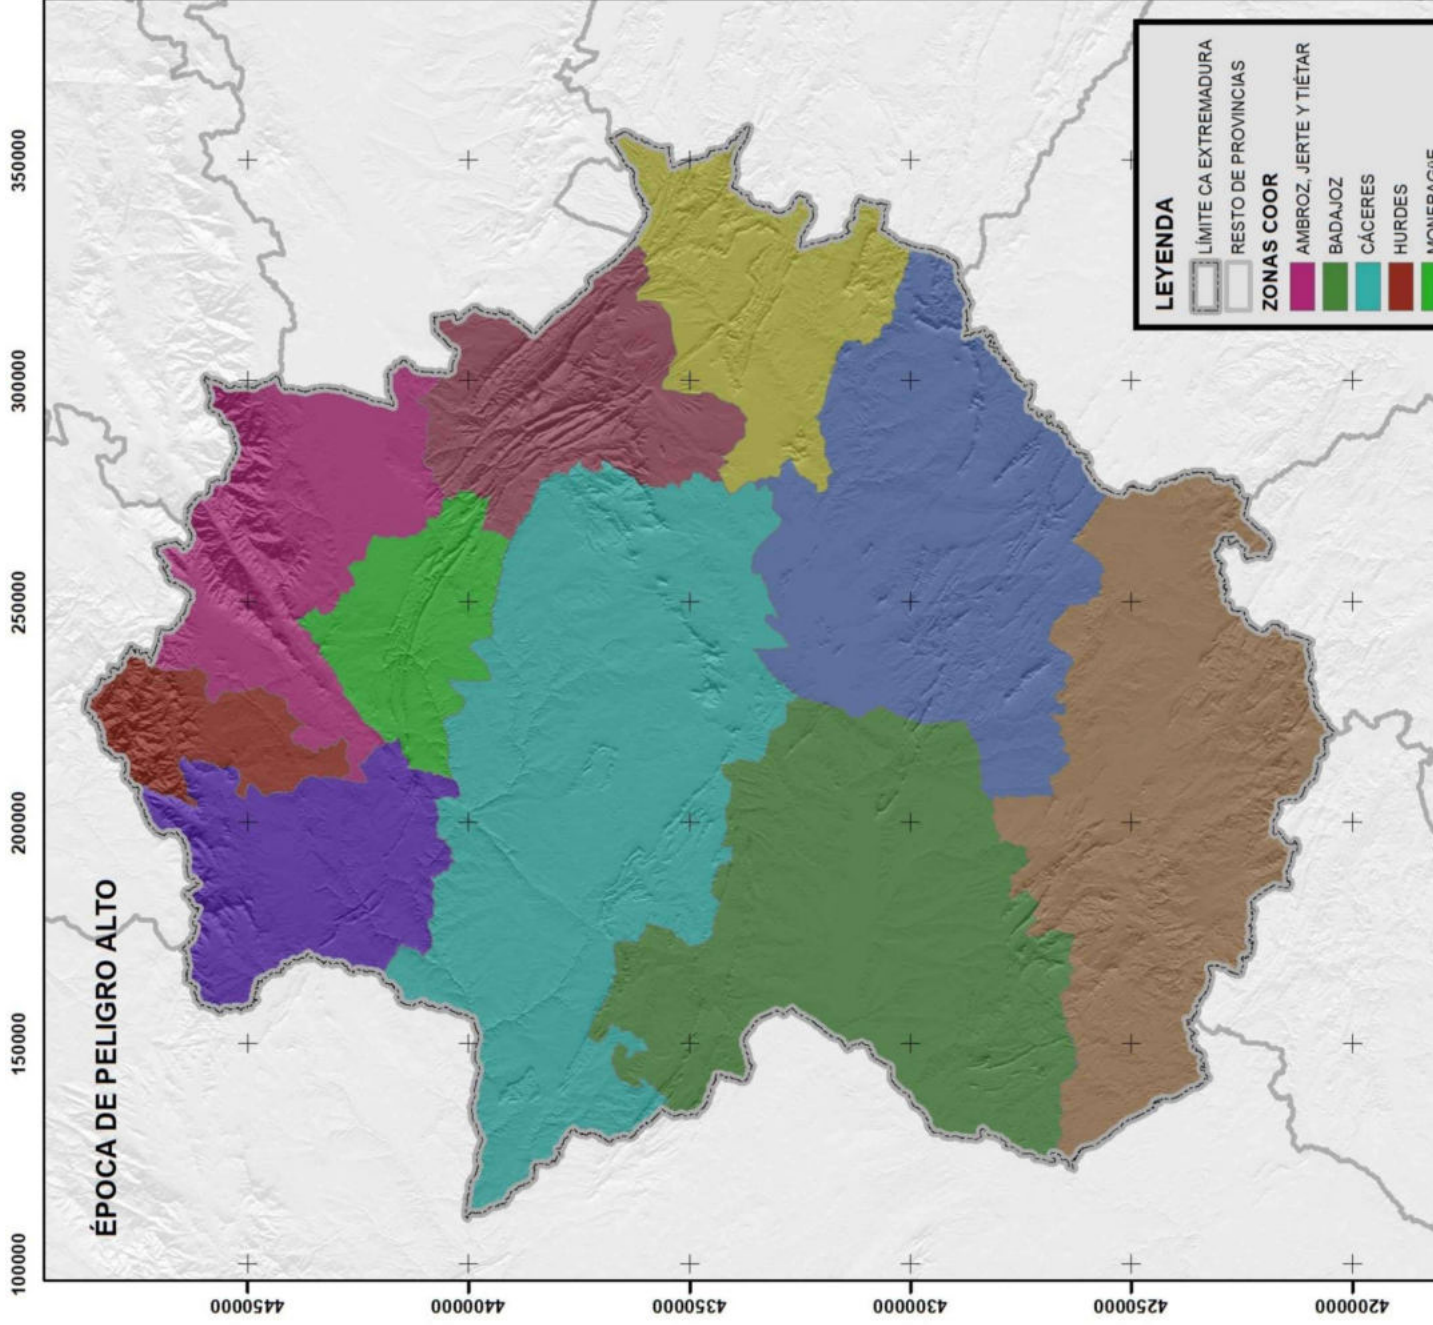 ÉPOCA DE PELIGRO ALTO
100000
150000
200000
250000
300000
350000
4450000
4400000
4350000
4300000
4250000
4200000
LEYENDA
LÍMITE CA EXTREMADURA
RESTO DE PROVINCIAS
ZONAS COOR
AMBROZ, JERTE Y TIÉTAR
BADAJOZ
CÁCERES
HURDES